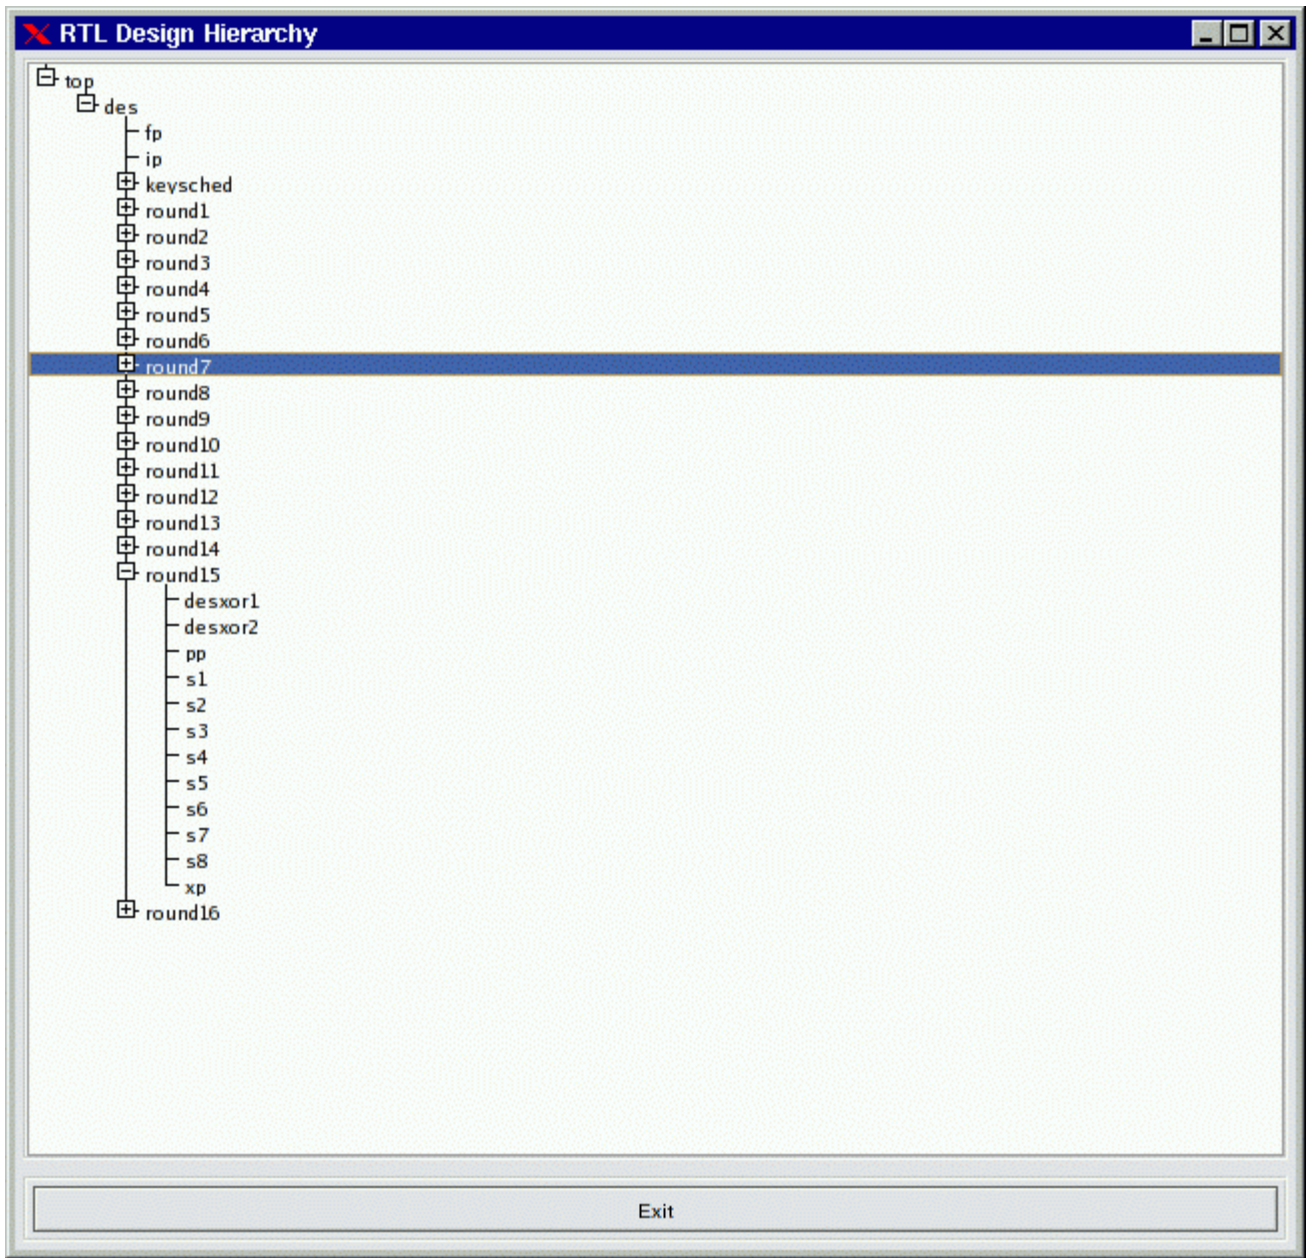 RTL Design Hierarchy
top
des
fp
ip
keysched
round1
round2
round3
round4
round5
round6
round7
round8
round9
round10
round11
round12
round13
round14
round15
desxor1
desxor2
pp
s1
s2
s3
s4
s5
s6
s7
s8
xp
round16
Exit